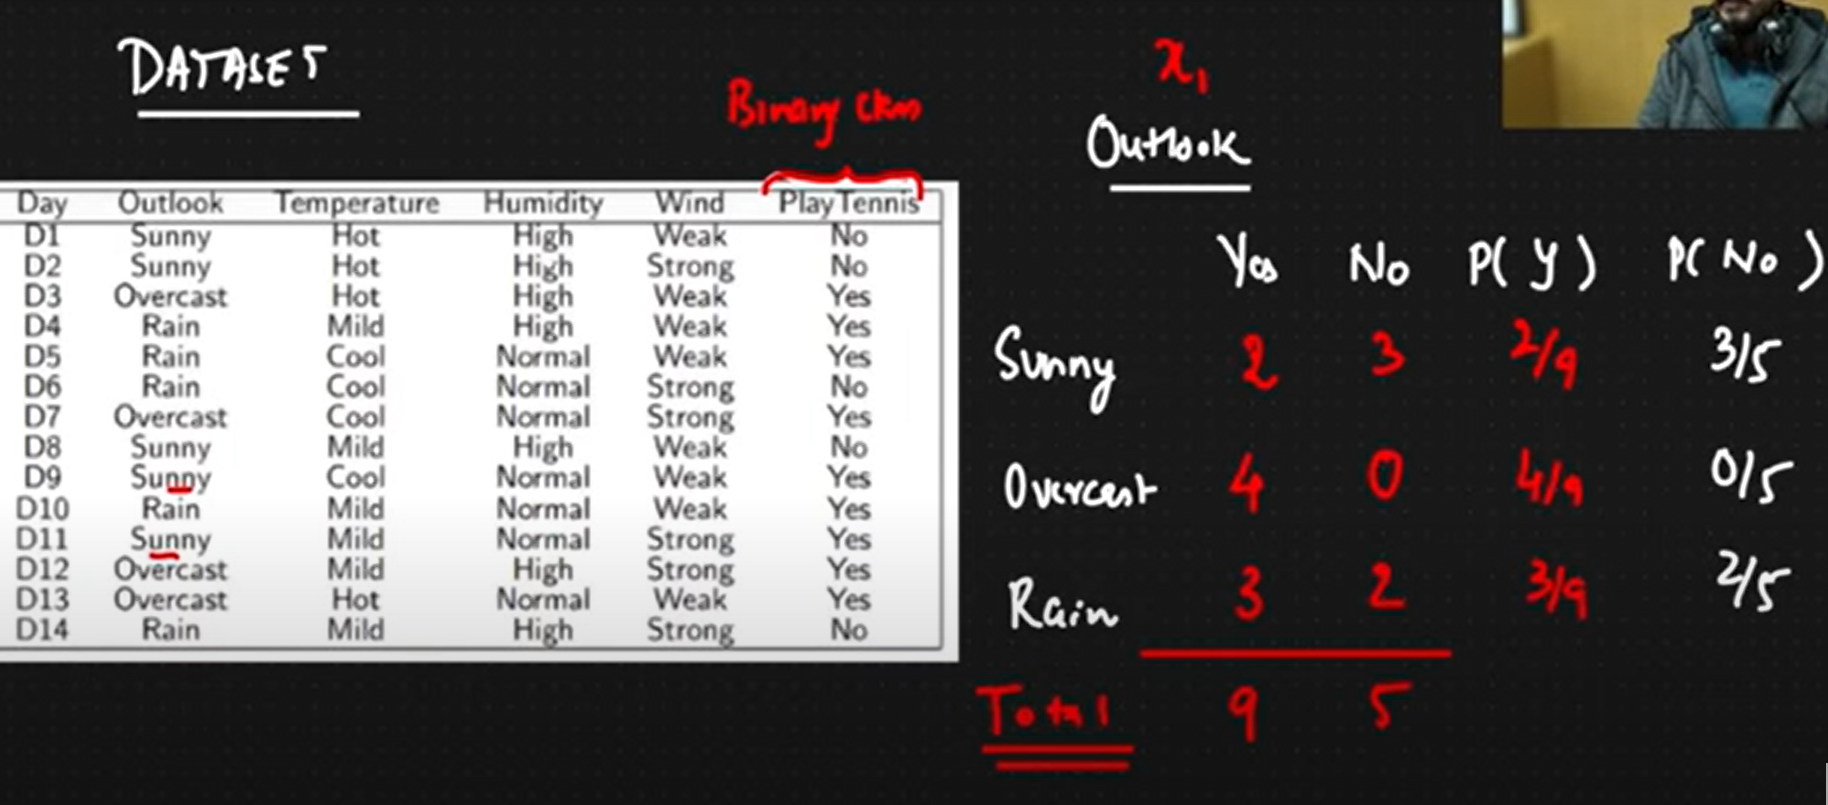 DATASET
Binary class
x1
Outlook
Day Outlook Temperature Humidity Wind PlayTennis
D1 Sunny Hot High Weak No
D2 Sunny Hot High Strong No
D3 Overcast Hot High Weak Yes
D4 Rain Mild High Weak Yes
D5 Rain Cool Normal Weak Yes
D6 Rain Cool Normal Strong No
D7 Overcast Cool Normal Strong Yes
D8 Sunny Mild High Weak No
D9 Sunny Cool Normal Weak Yes
D10 Rain Mild Normal Weak Yes
D11 Sunny Mild Normal Strong Yes
D12 Overcast Mild High Strong Yes
D13 Overcast Hot Normal Weak Yes
D14 Rain Mild High Strong No
Yes No P(Y) P(No)
Sunny 2 3 2/9 3/5
Overcast 4 0 4/9 0/5
Rain 3 2 3/9 2/5
Total 9 5